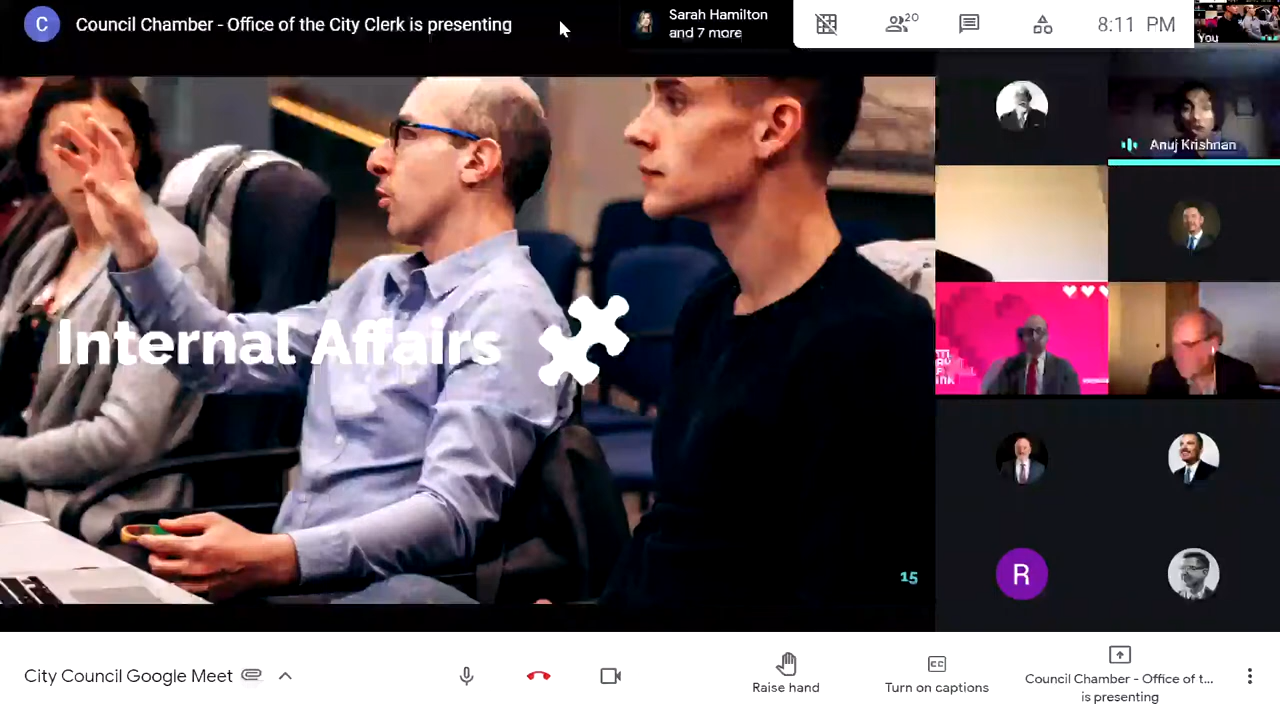 C
Council Chamber - Office of the City Clerk is presenting
Sarah Hamilton
and 7 more
20
8:11 PM
You
Anuj Krishnan
Internal Affairs
15
R
City Council Google Meet
Raise hand
Turn on captions
Council Chamber - Office of t...
is presenting